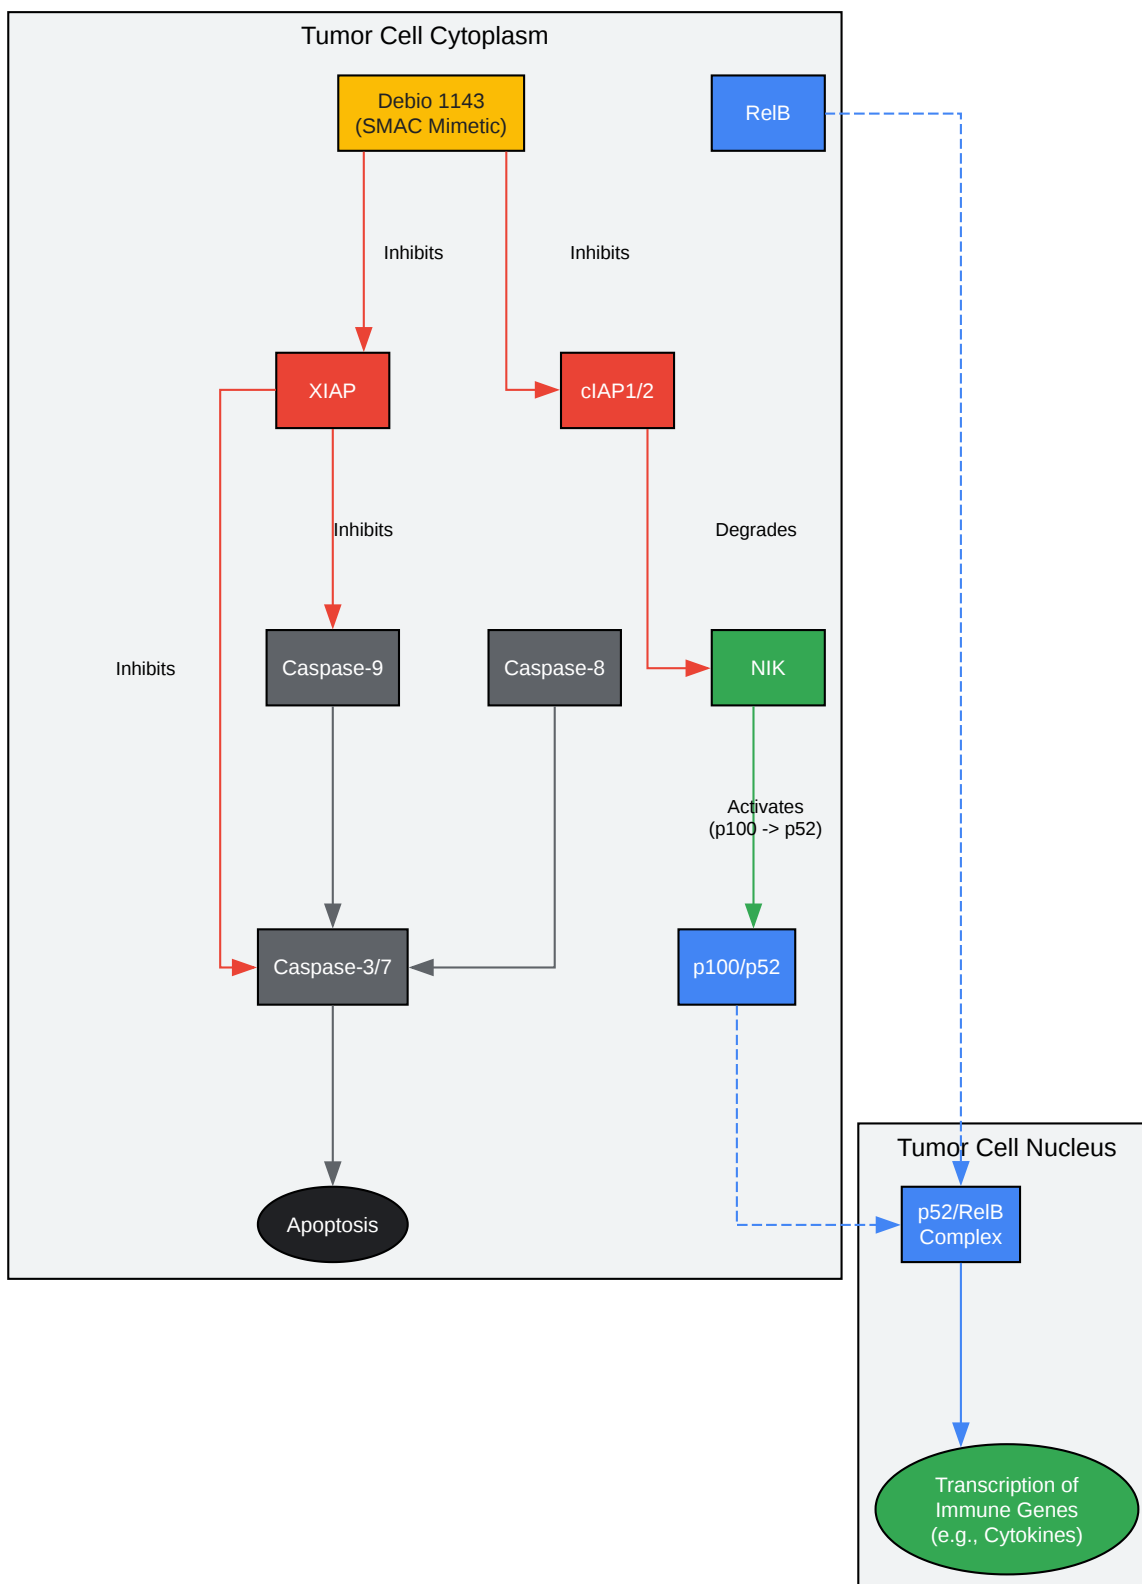 Tumor Cell Cytoplasm
Debio 1143
(SMAC Mimetic)
RelB
Inhibits
Inhibits
XIAP
cIAP1/2
Inhibits
Degrades
Inhibits
Caspase-9
Caspase-8
NIK
Activates
(p100 -> p52)
Caspase-3/7
p100/p52
Tumor Cell Nucleus
Apoptosis
p52/RelB
Complex
Transcription of
Immune Genes
(e.g., Cytokines)